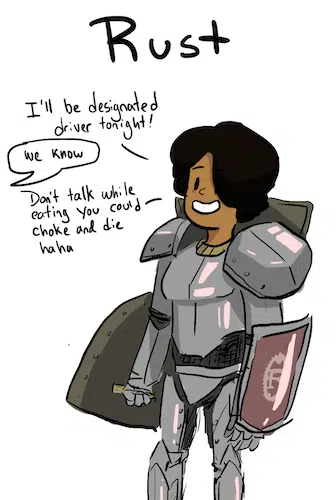 Rust
I'll be designated
driver tonight!
we know
Don't talk while
eating you could
choke and die
haha